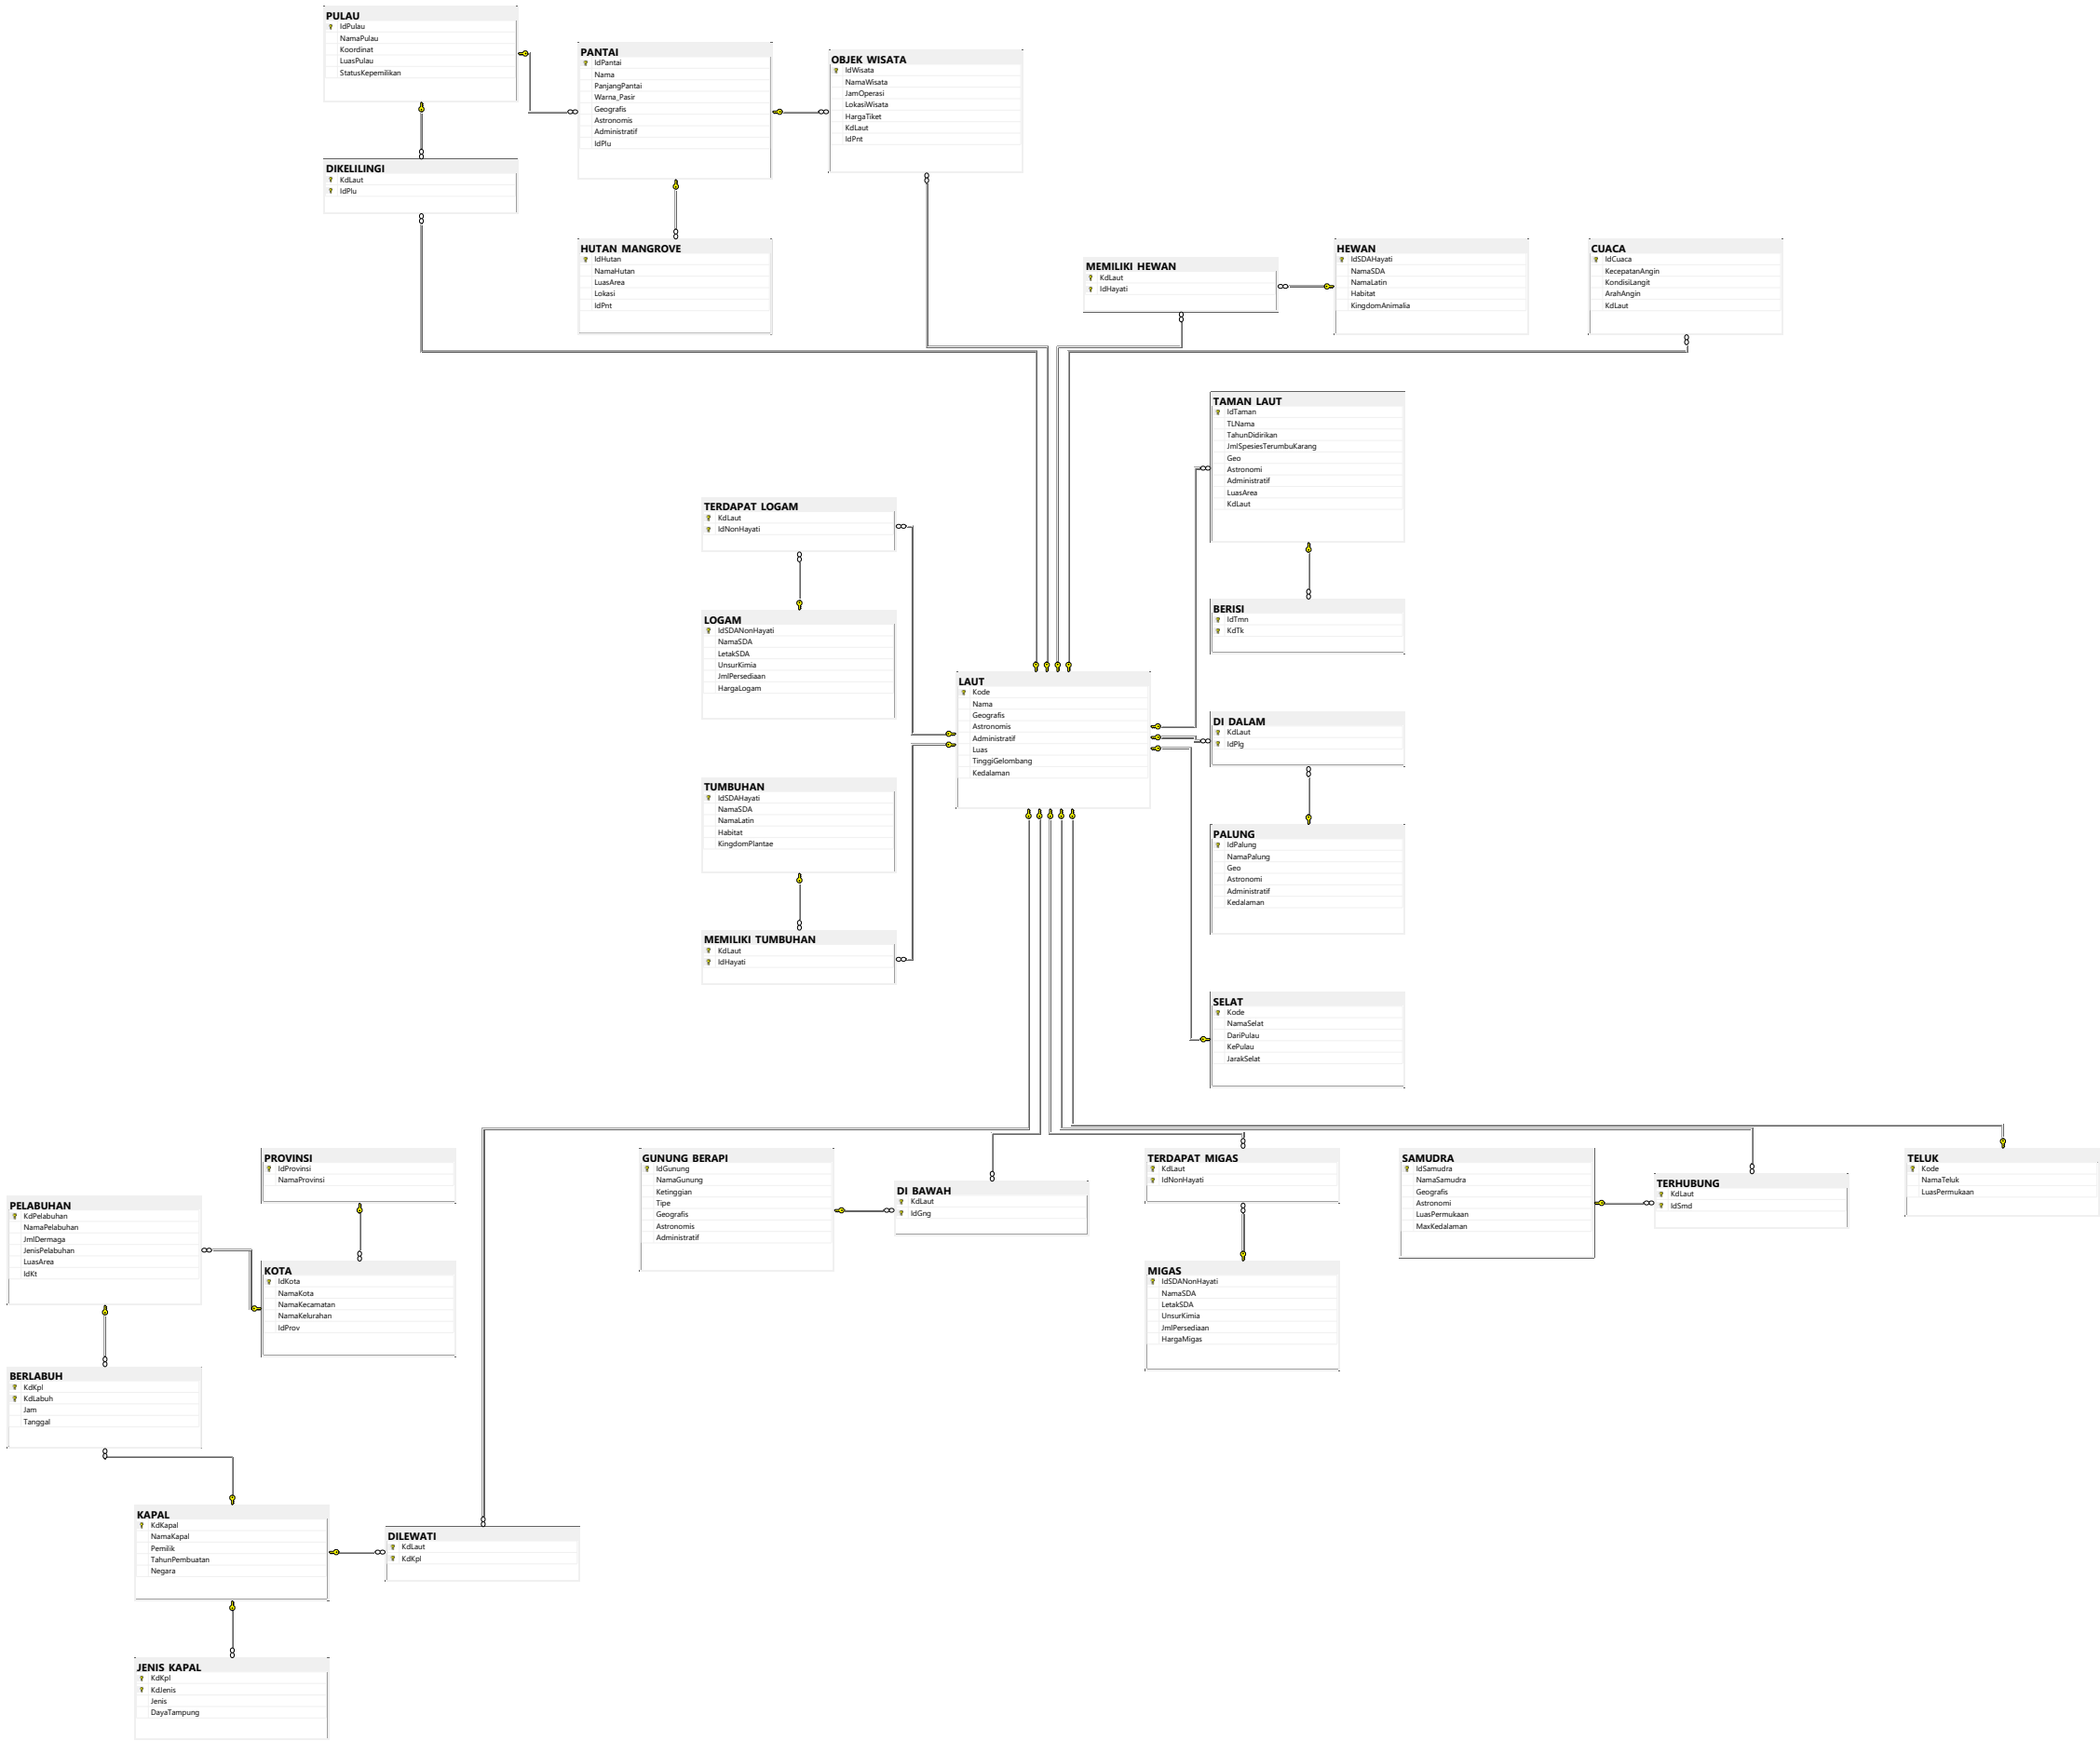 PULAU
IdPulau
NamaPulau
Koordinat
LuasPulau
StatusKepemilikan
PANTAI
IdPantai
Nama
PanjangPantai
Warna_Pasir
Geografis
Astronomis
Administratif
IdPlu
OBJEK WISATA
IdWisata
NamaWisata
JamOperasi
LokasiWisata
HargaTiket
KdLaut
IdPnt
DIKELILINGI
KdLaut
IdPlu
HUTAN MANGROVE
IdHutan
NamaHutan
LuasArea
Lokasi
IdPnt
MEMILIKI HEWAN
KdLaut
IdHayati
HEWAN
IdSDAHayati
NamaSDA
NamaLatin
Habitat
KingdomAnimalia
CUACA
IdCuaca
KecepatanAngin
KondisiLangit
ArahAngin
KdLaut
TAMAN LAUT
IdTaman
TLNama
TahunDidirikan
JmlSpesiesTerumbuKarang
Geo
Astronomi
Administratif
LuasArea
KdLaut
TERDAPAT LOGAM
KdLaut
IdNonHayati
LOGAM
IdSDANonHayati
NamaSDA
LetakSDA
UnsurKimia
JmlPersediaan
HargaLogam
BERISI
IdTmn
KdTk
LAUT
Kode
Nama
Geografis
Astronomis
Administratif
Luas
TinggiGelombang
Kedalaman
DI DALAM
KdLaut
IdPlg
TUMBUHAN
IdSDAHayati
NamaSDA
NamaLatin
Habitat
KingdomPlantae
PALUNG
IdPalung
NamaPalung
Geo
Astronomi
Administratif
Kedalaman
MEMILIKI TUMBUHAN
KdLaut
IdHayati
SELAT
Kode
NamaSelat
DariPulau
KePulau
JarakSelat
PROVINSI
IdProvinsi
NamaProvinsi
GUNUNG BERAPI
IdGunung
NamaGunung
Ketinggian
Tipe
Geografis
Astronomis
Administratif
DI BAWAH
KdLaut
IdGng
TERDAPAT MIGAS
KdLaut
IdNonHayati
SAMUDRA
IdSamudra
NamaSamudra
Geografis
Astronomi
LuasPermukaan
MaxKedalaman
TERHUBUNG
KdLaut
IdSmd
TELUK
Kode
NamaTeluk
LuasPermukaan
PELABUHAN
KdPelabuhan
NamaPelabuhan
JmlDermaga
JenisPelabuhan
LuasArea
IdKt
KOTA
IdKota
NamaKota
NamaKecamatan
NamaKelurahan
IdProv
MIGAS
IdSDANonHayati
NamaSDA
LetakSDA
UnsurKimia
JmlPersediaan
HargaMigas
BERLABUH
KdKpl
KdLabuh
Jam
Tanggal
KAPAL
KdKapal
NamaKapal
Pemilik
TahunPembuatan
Negara
DILEWATI
KdLaut
KdKpl
JENIS KAPAL
KdKpl
KdJenis
Jenis
DayaTampung